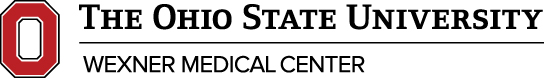 THE OHIO STATE UNIVERSITY
WEXNER MEDICAL CENTER